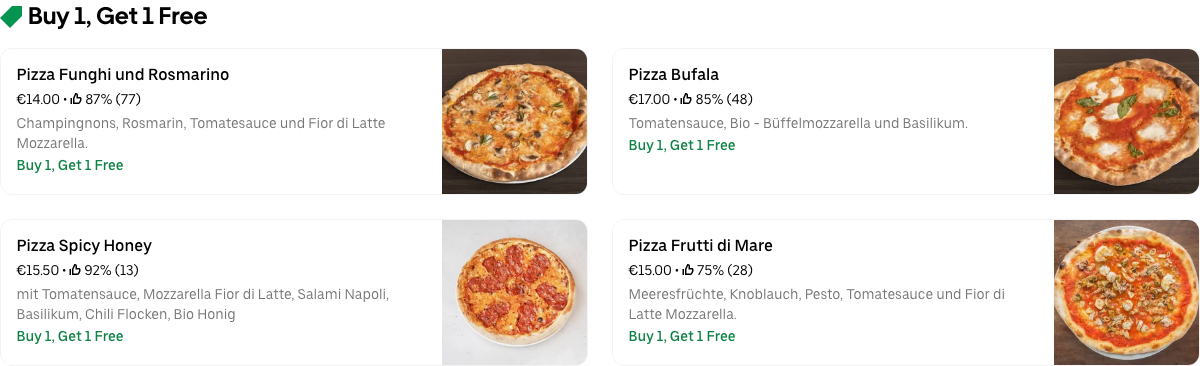 Buy 1, Get 1 Free
Pizza Funghi und Rosmarino
€14.00 • 87% (77)
Champingnons, Rosmarin, Tomatesauce und Fior di Latte
Mozzarella.
Buy 1, Get 1 Free
Pizza Bufala
€17.00 • 85% (48)
Tomatensauce, Bio - Büffelmozzarella und Basilikum.
Buy 1, Get 1 Free
Pizza Spicy Honey
€15.50 • 92% (13)
mit Tomatensauce, Mozzarella Fior di Latte, Salami Napoli,
Basilikum, Chili Flocken, Bio Honig
Buy 1, Get 1 Free
Pizza Frutti di Mare
€15.00 • 75% (28)
Meeresfrüchte, Knoblauch, Pesto, Tomatesauce und Fior di
Latte Mozzarella.
Buy 1, Get 1 Free